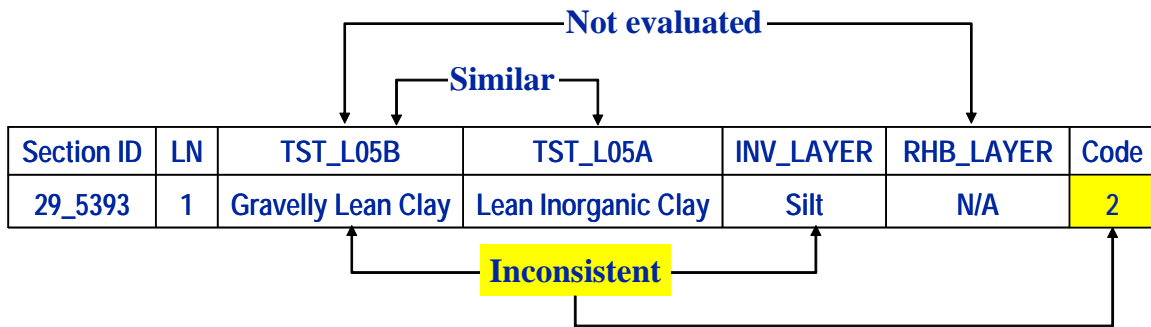 Not evaluated
Similar
Section ID LN TST_L05B TST_L05A INV_LAYER RHB_LAYER Code
29_5393 1 Gravelly Lean Clay Lean Inorganic Clay Silt N/A 2
Inconsistent